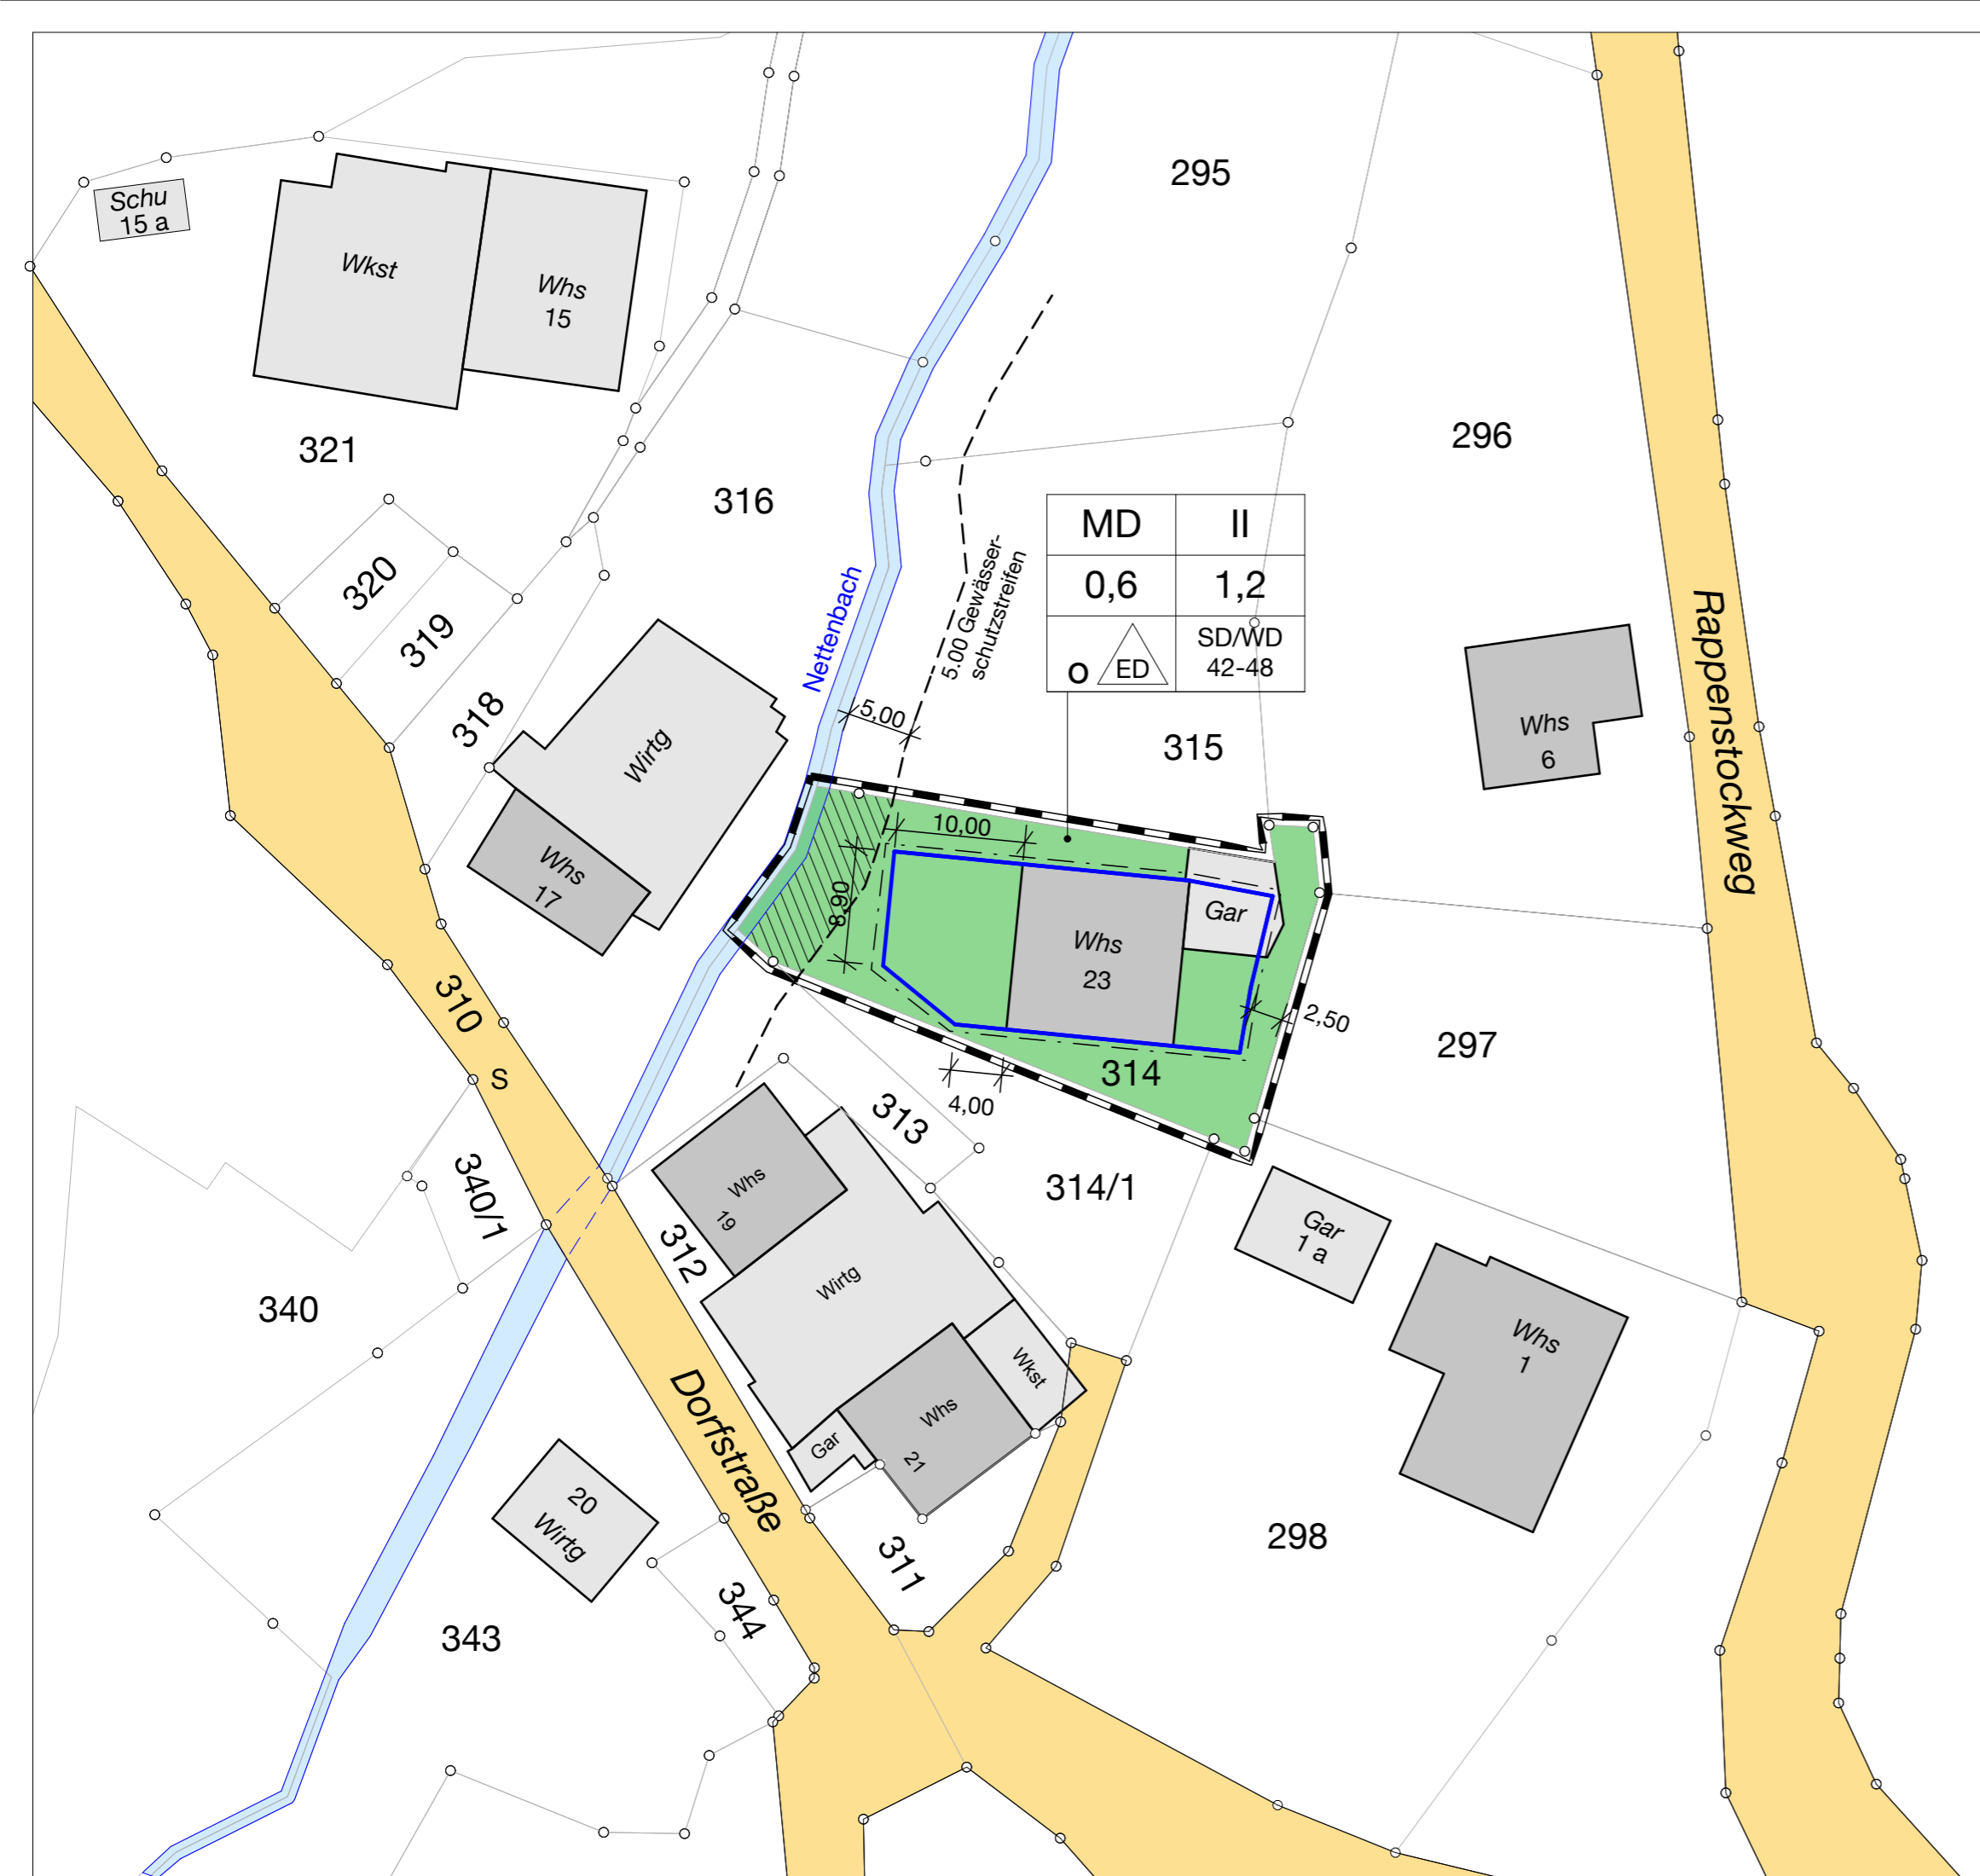 295
Schu
15 a
Wkst
Whs
15
296
321
316
MD
II
0,6
1,2
o
ED
SD/WD
42-48
320
319
318
Nettenbach
5.00 Gewässer-
schutzstreifen
5,00
315
Rappenstockweg
Whs
6
Wirtg
Whs
17
10,00
8,90
Gar
Whs
23
2,50
297
310
S
314
4,00
313
314/1
340/1
Whs
19
312
Wirtg
Gar
1 a
340
Whs
1
Wkst
Dorfstraße
Whs
21
Gar
20
Wirtg
311
298
344
343